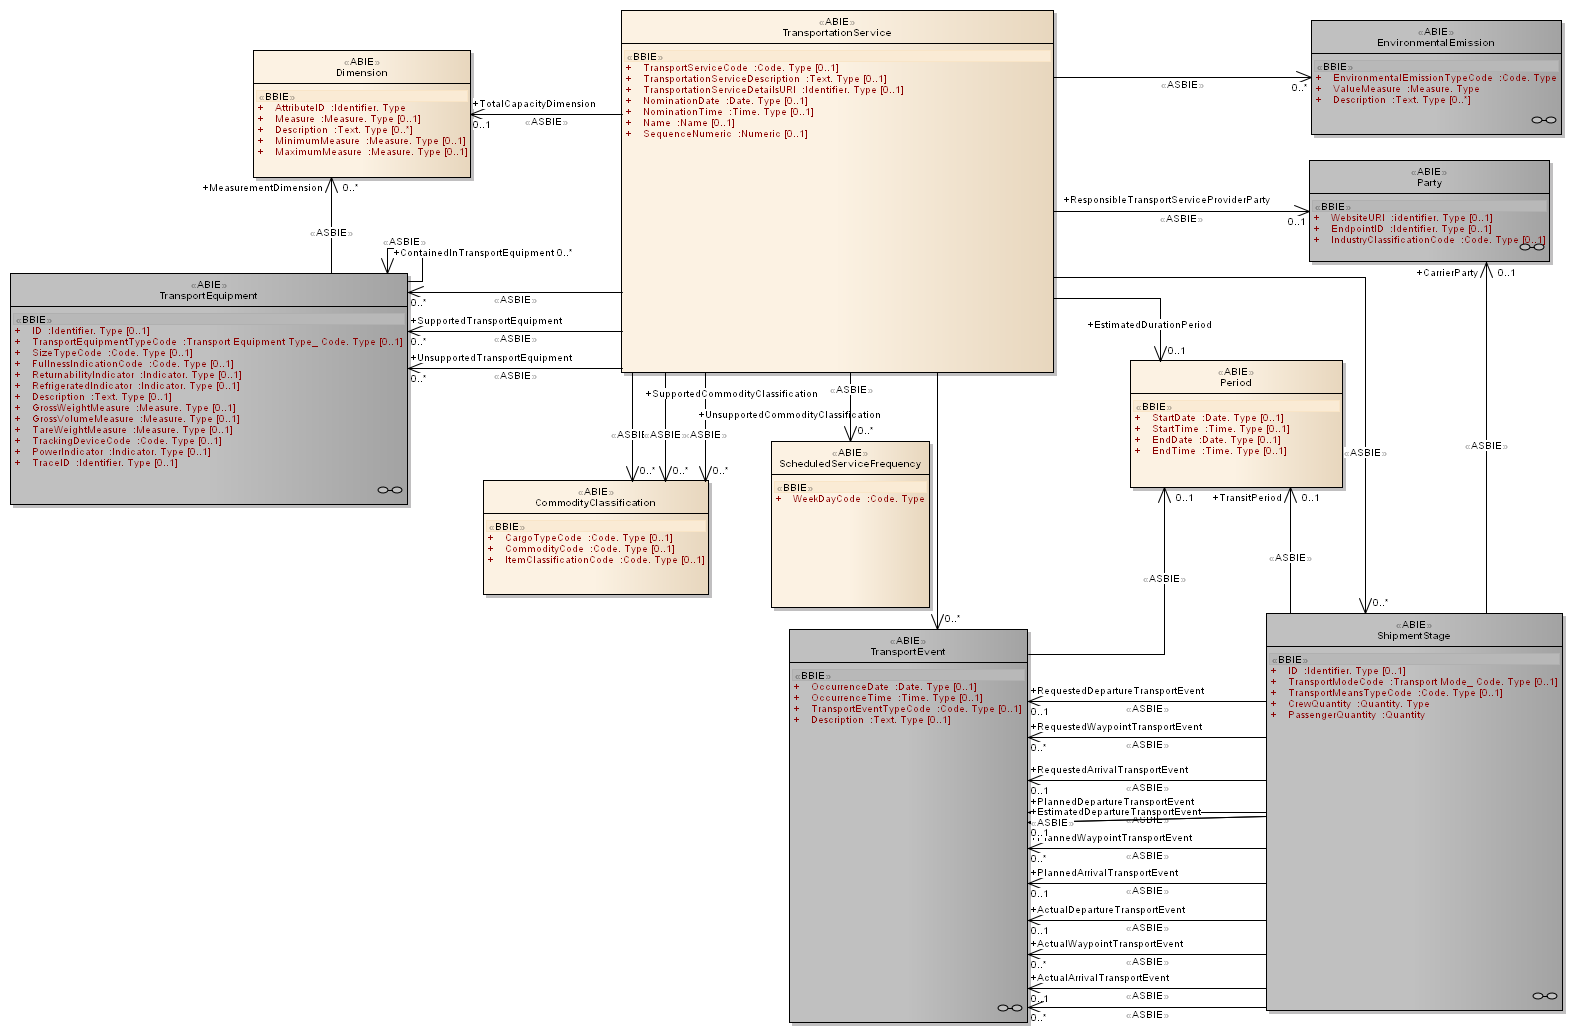 «ABIE»
TransportationService
«BBIE»
+ TransportServiceCode :Code. Type [0..1]
+ TransportationServiceDescription :Text. Type [0..1]
+ TransportationServiceDetailsURI :Identifier. Type [0..1]
+ NominationDate :Date. Type [0..1]
+ NominationTime :Time. Type [0..1]
+ Name :Name [0..1]
+ SequenceNumeric :Numeric [0..1]
«ABIE»
EnvironmentalEmission
«BBIE»
+ EnvironmentalEmissionTypeCode :Code. Type
+ ValueMeasure :Measure. Type
+ Description :Text. Type [0..*]
«ASBIE»
0..*
«ABIE»
Dimension
«BBIE»
+ AttributeID :Identifier. Type
+ Measure :Measure. Type [0..1]
+ Description :Text. Type [0..*]
+ MinimumMeasure :Measure. Type [0..1]
+ MaximumMeasure :Measure. Type [0..1]
+TotalCapacityDimension
0..1
«ASBIE»
+MeasurementDimension
0..*
«ASBIE»
«ABIE»
Party
«BBIE»
+ WebsiteURI :identifier. Type [0..1]
+ EndpointID :Identifier. Type [0..1]
+ IndustryClassificationCode :Code. Type [0..1]
+ResponsibleTransportServiceProviderParty
«ASBIE»
0..1
+CarrierParty
0..1
«ASBIE»
+ContainedInTransportEquipment 0..*
«ABIE»
TransportEquipment
«BBIE»
+ ID :Identifier. Type [0..1]
+ TransportEquipmentTypeCode :Transport Equipment Type_ Code. Type [0..1]
+ SizeTypeCode :Code. Type [0..1]
+ FullnessIndicationCode :Code. Type [0..1]
+ ReturnabilityIndicator :Indicator. Type [0..1]
+ RefrigeratedIndicator :Indicator. Type [0..1]
+ Description :Text. Type [0..1]
+ GrossWeightMeasure :Measure. Type [0..1]
+ GrossVolumeMeasure :Measure. Type [0..1]
+ TareWeightMeasure :Measure. Type [0..1]
+ TrackingDeviceCode :Code. Type [0..1]
+ PowerIndicator :Indicator. Type [0..1]
+ TraceID :Identifier. Type [0..1]
0..*
«ASBIE»
+SupportedTransportEquipment
0..*
«ASBIE»
+UnsupportedTransportEquipment
0..*
«ASBIE»
+EstimatedDurationPeriod
0..1
«ABIE»
Period
«BBIE»
+ StartDate :Date. Type [0..1]
+ StartTime :Time. Type [0..1]
+ EndDate :Date. Type [0..1]
+ EndTime :Time. Type [0..1]
+SupportedCommodityClassification
«ASBIE»
+UnsupportedCommodityClassification
«ASBIE»
«ASBIE»
«ASBIE»
0..*
0..*
0..*
0..*
«ABIE»
ScheduledServiceFrequency
«BBIE»
+ WeekDayCode :Code. Type
«ABIE»
CommodityClassification
«BBIE»
+ CargoTypeCode :Code. Type [0..1]
+ CommodityCode :Code. Type [0..1]
+ ItemClassificationCode :Code. Type [0..1]
«ASBIE»
«ASBIE»
0..1
+TransitPeriod
0..1
«ASBIE»
«ASBIE»
0..*
0..*
«ABIE»
TransportEvent
«BBIE»
+ OccurrenceDate :Date. Type [0..1]
+ OccurrenceTime :Time. Type [0..1]
+ TransportEventTypeCode :Code. Type [0..1]
+ Description :Text. Type [0..1]
«ABIE»
ShipmentStage
«BBIE»
+ ID :Identifier. Type [0..1]
+ TransportModeCode :Transport Mode_ Code. Type [0..1]
+ TransportMeansTypeCode :Code. Type [0..1]
+ CrewQuantity :Quantity. Type
+ PassengerQuantity :Quantity
+RequestedDepartureTransportEvent
0..1
«ASBIE»
+RequestedWaypointTransportEvent
0..*
«ASBIE»
+RequestedArrivalTransportEvent
0..1
«ASBIE»
+PlannedDepartureTransportEvent
+EstimatedDepartureTransportEvent
«ASBIE»
«ASBIE»
0..1
annedWaypointTransportEvent
0..*
«ASBIE»
+PlannedArrivalTransportEvent
0..1
«ASBIE»
+ActualDepartureTransportEvent
0..1
«ASBIE»
+ActualWaypointTransportEvent
0..*
«ASBIE»
+ActualArrivalTransportEvent
0..1
«ASBIE»
0..*
«ASBIE»